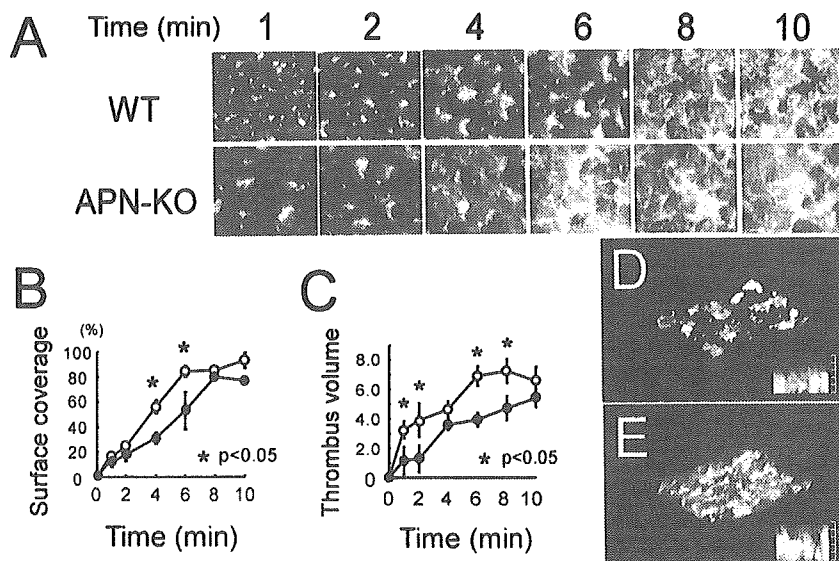 A
Time (min) 1 2 4 6 8 10
WT
APN-KO
B
(%)
100
80
60
40
20
0
Surface coverage
* *
* p<0.05
0 2 4 6 8 10
Time (min)
C
8.0
6.0
4.0
2.0
0
Thrombus volume
* * * *
* p<0.05
0 2 4 6 8 10
Time (min)
D
E